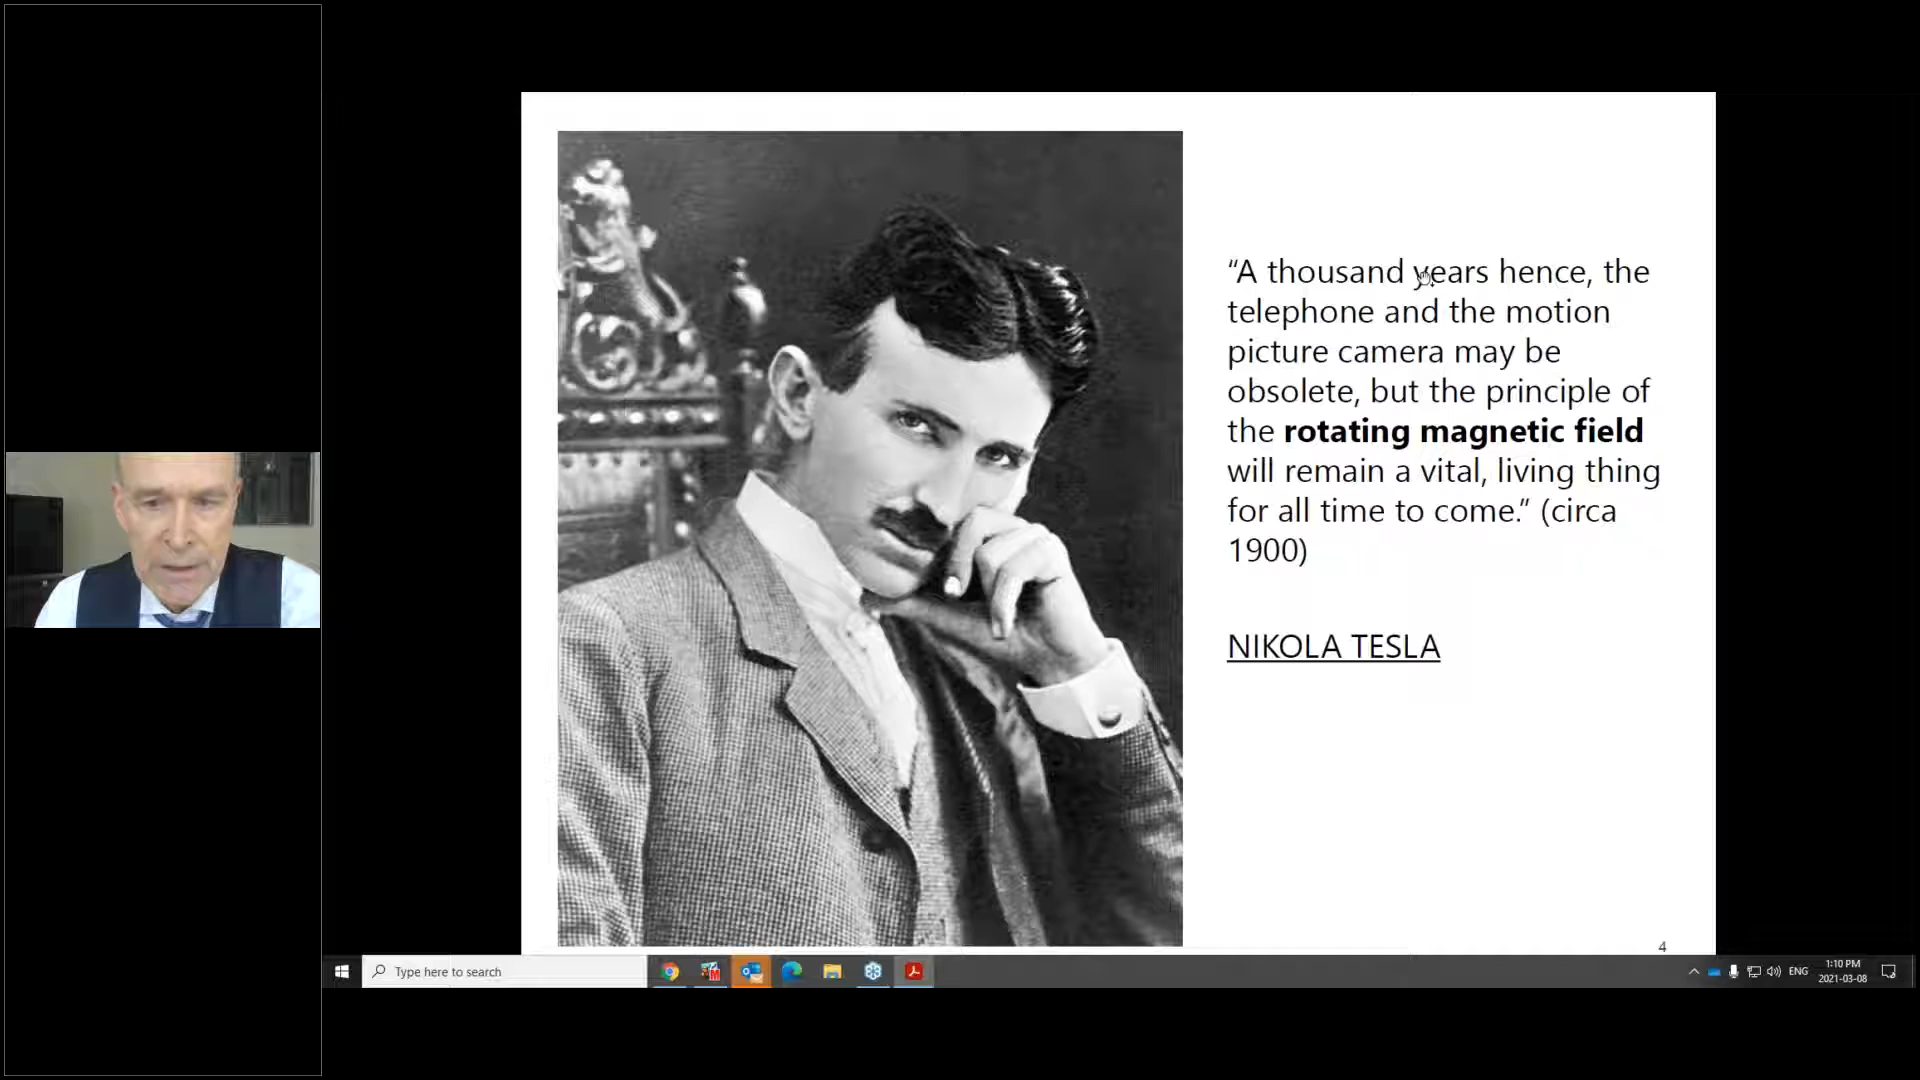 “A thousand years hence, the
telephone and the motion
picture camera may be
obsolete, but the principle of
the rotating magnetic field
will remain a vital, living thing
for all time to come.” (circa
1900)
NIKOLA TESLA
4
Type here to search
ENG
1:10 PM
2021-03-08